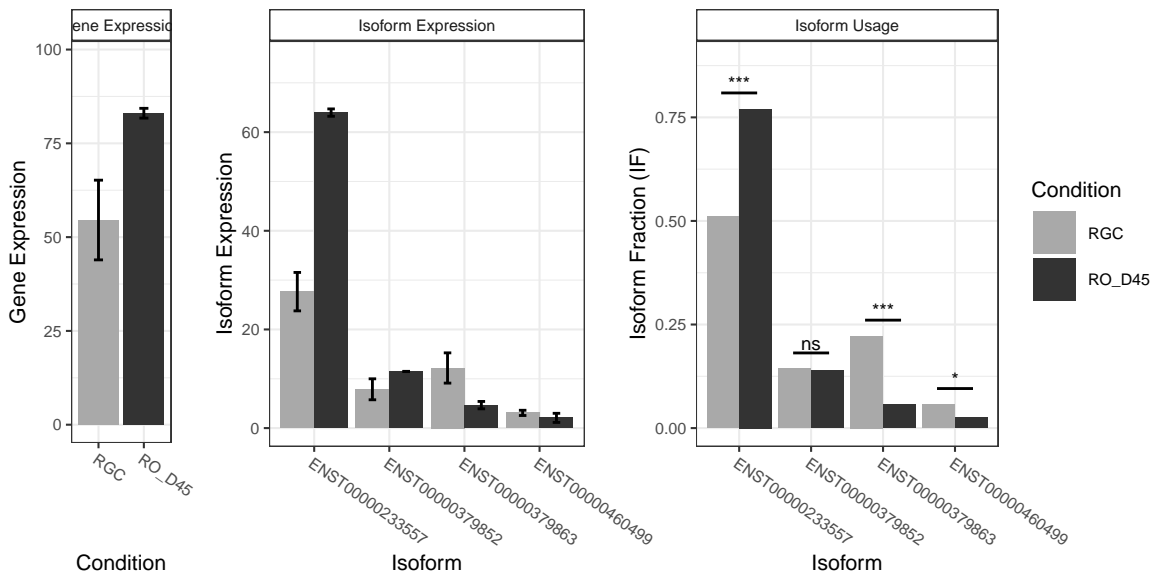 ene Expressio
Gene Expression
100
75
50
25
0
RGC
RO_D45
Condition
Isoform Expression
Isoform Expression
60
40
20
0
ENST00000233557
ENST00000379852
ENST00000379863
ENST00000460499
Isoform
Isoform Usage
Isoform Fraction (IF)
0.75
0.50
0.25
0.00
***
ns
***
*
ENST00000233557
ENST00000379852
ENST00000379863
ENST00000460499
Isoform
Condition
RGC
RO_D45